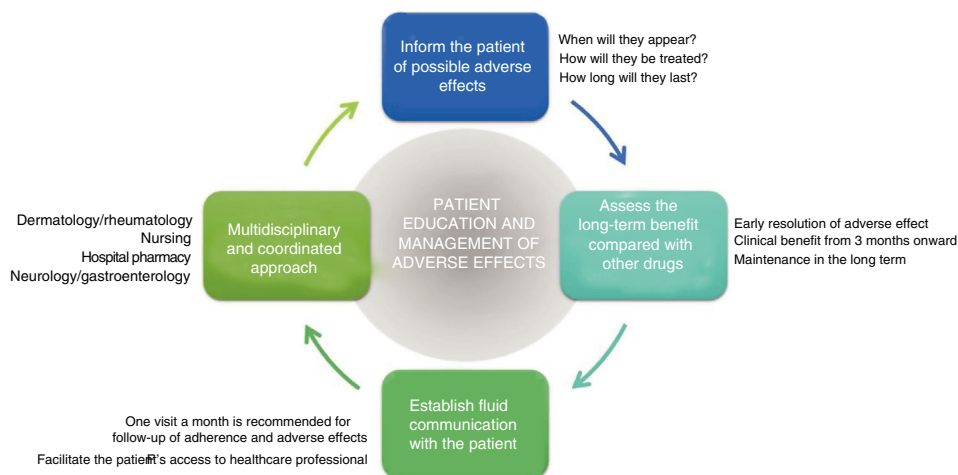 Inform the patient
of possible adverse
effects
When will they appear?
How will they be treated?
How long will they last?
PATIENT
EDUCATION AND
MANAGEMENT OF
ADVERSE EFFECTS
Assess the
long-term benefit
compared with
other drugs
Early resolution of adverse effect
Clinical benefit from 3 months onward
Maintenance in the long term
Establish fluid
communication
with the patient
One visit a month is recommended for
follow-up of adherence and adverse effects
Facilitate the access to healthcare professional
Multidisciplinary
and coordinated
approach
Dermatology/rheumatology
Nursing
Hospital pharmacy
Neurology/gastroenterology